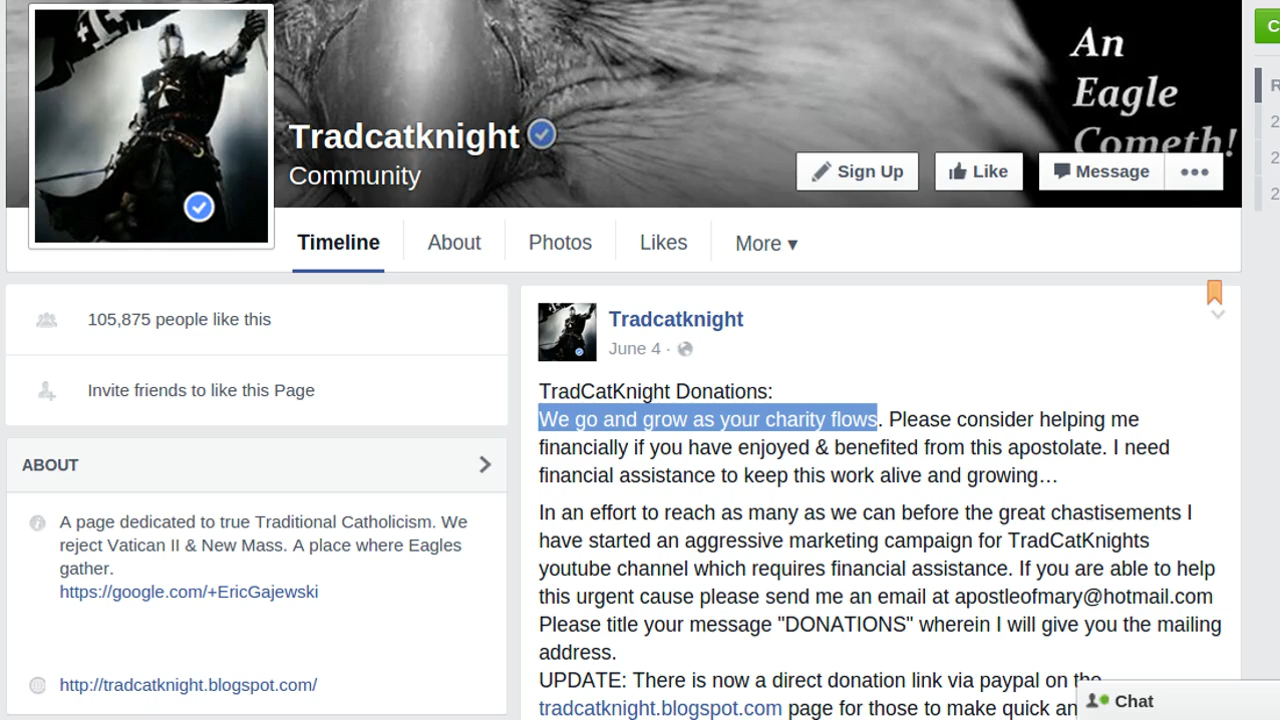 An
Eagle
Cometh!
Tradcatknight
Community
Sign Up
Like
Message
Timeline
About
Photos
Likes
More ▾
105,875 people like this
Invite friends to like this Page
ABOUT
A page dedicated to true Traditional Catholicism. We
reject Vatican II & New Mass. A place where Eagles
gather.
https://google.com/+EricGajewski
http://tradcatknight.blogspot.com/
Tradcatknight
June 4 ·
TradCatKnight Donations:
We go and grow as your charity flows. Please consider helping me
financially if you have enjoyed & benefited from this apostolate. I need
financial assistance to keep this work alive and growing…
In an effort to reach as many as we can before the great chastisements I
have started an aggressive marketing campaign for TradCatKnights
youtube channel which requires financial assistance. If you are able to help
this urgent cause please send me an email at apostleofmary@hotmail.com
Please title your message "DONATIONS" wherein I will give you the mailing
address.
UPDATE: There is now a direct donation link via paypal on the
tradcatknight.blogspot.com page for those to make quick an
Chat